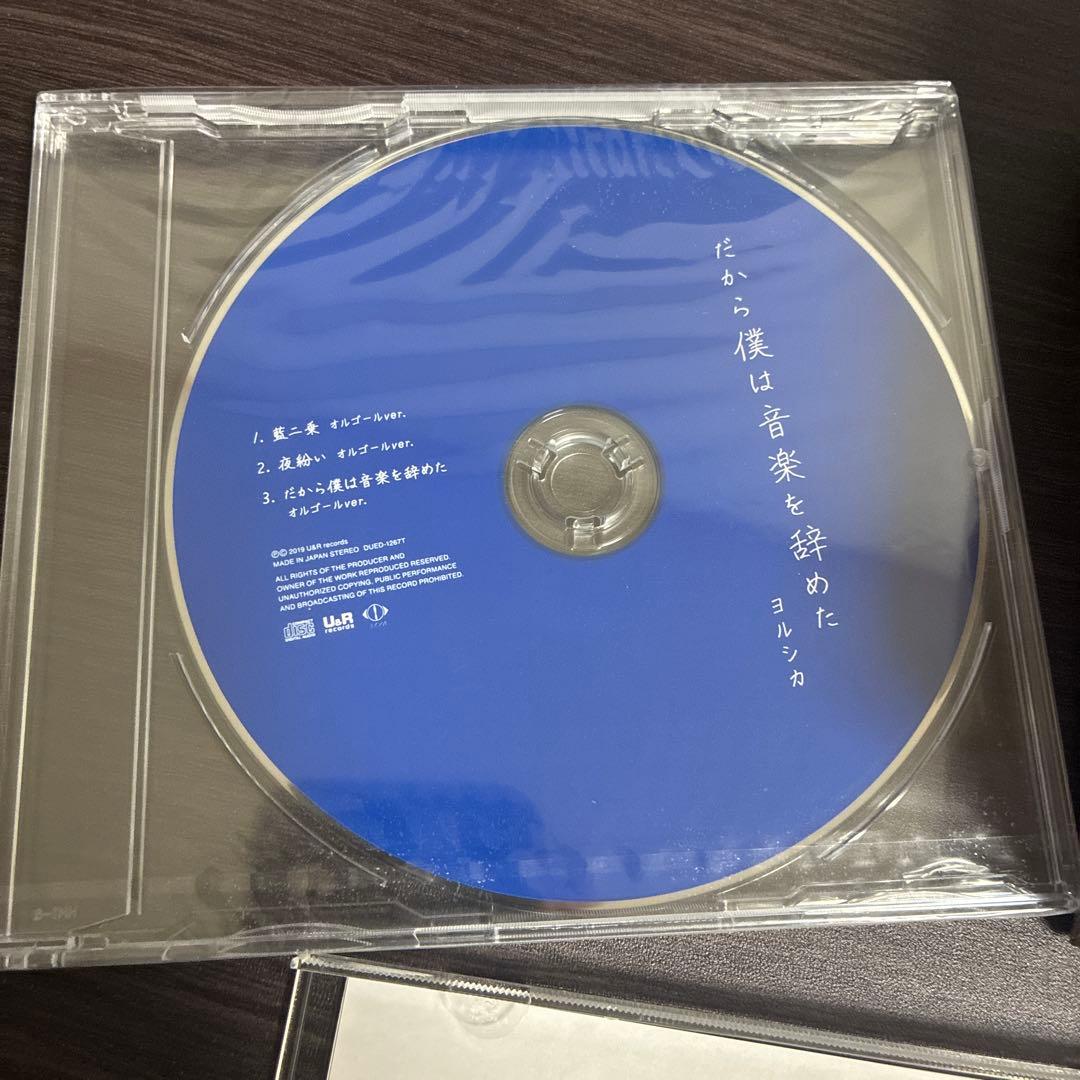 だから僕は音楽を辞めた
ヨルシカ
1. 藍二乗 オルゴールver.
2. 夜紛い オルゴールver.
3. だから僕は音楽を辞めた
オルゴールver.
ⓅⒸ 2019 U&R records
MADE IN JAPAN STEREO DUED-1267T
ALL RIGHTS OF THE PRODUCER AND
OWNER OF THE WORK REPRODUCED RESERVED.
UNAUTHORIZED COPYING, PUBLIC PERFORMANCE
AND BROADCASTING OF THIS RECORD PROHIBITED.
disc
DIGITAL AUDIO
U&R
records